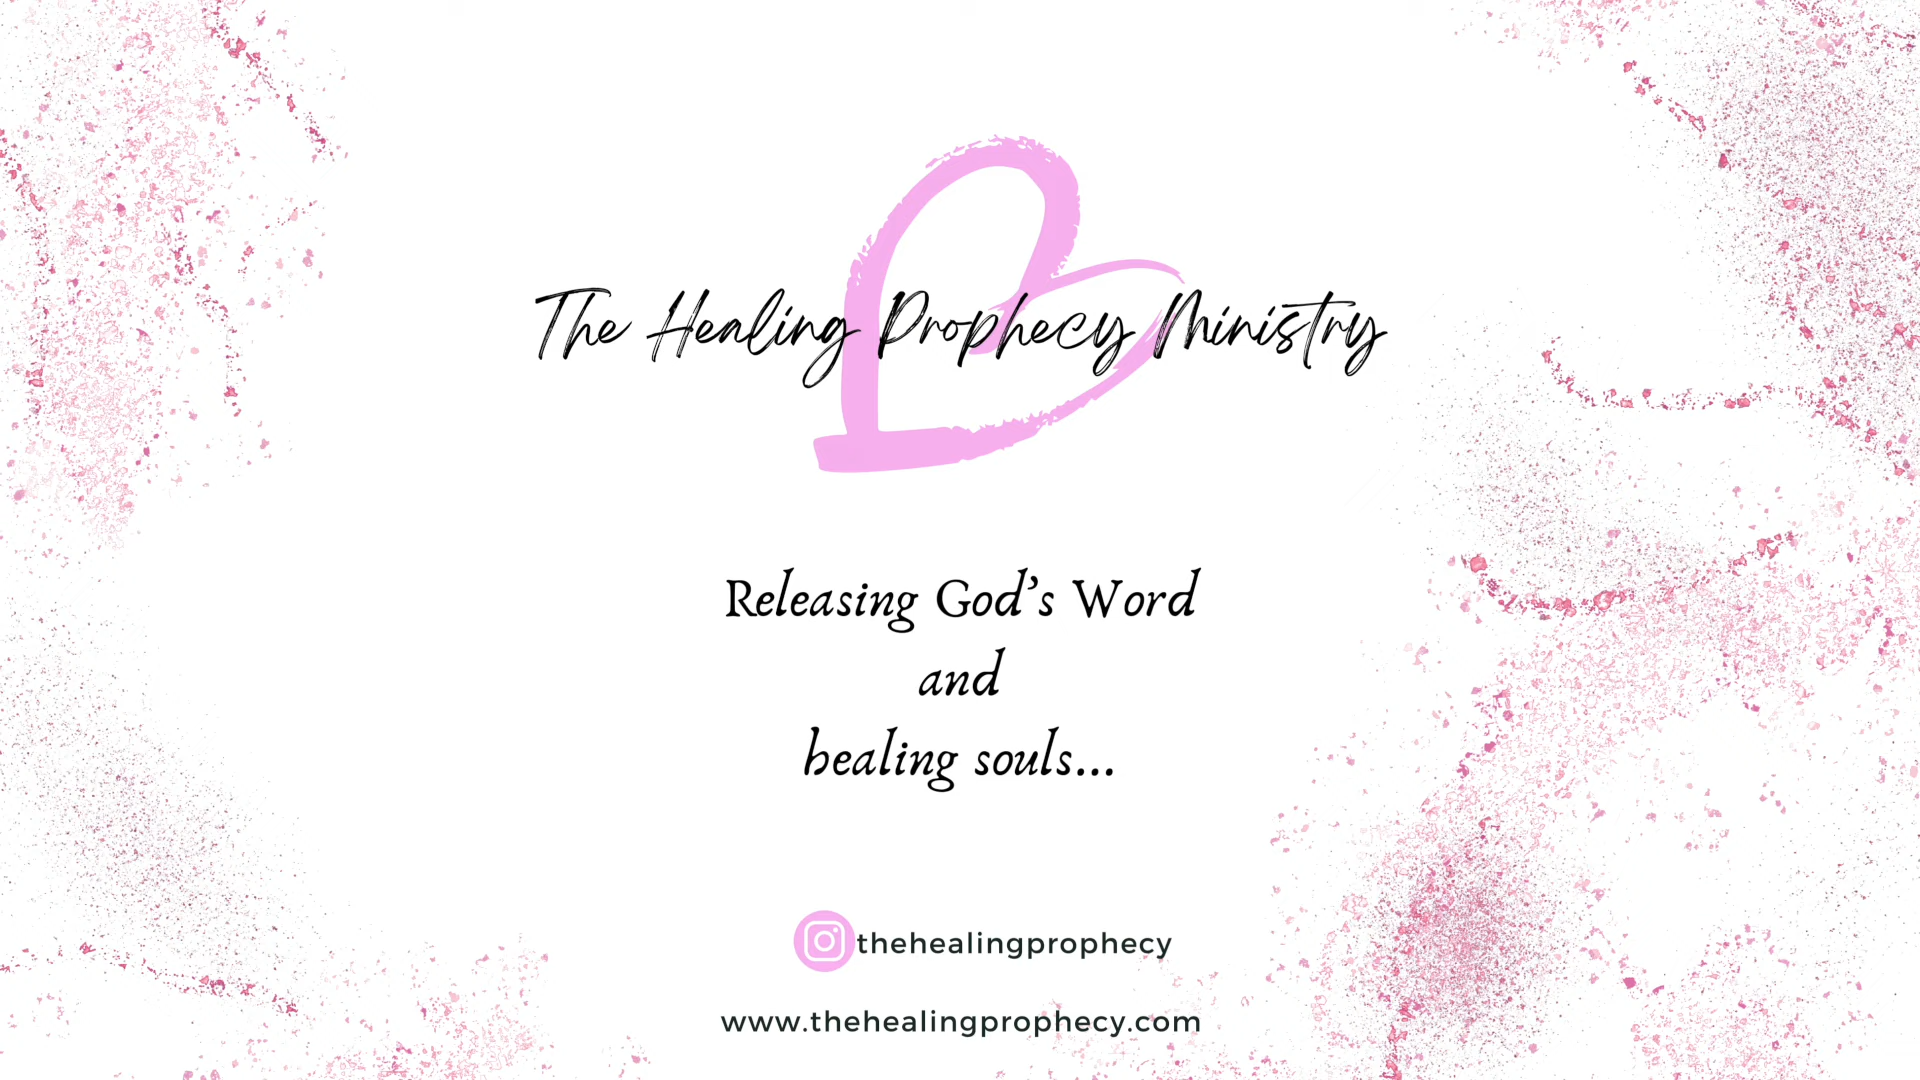 The Healing Prophecy Ministry
Releasing God's Word
and
healing souls...
thehealingprophecy
www.thehealingprophecy.com